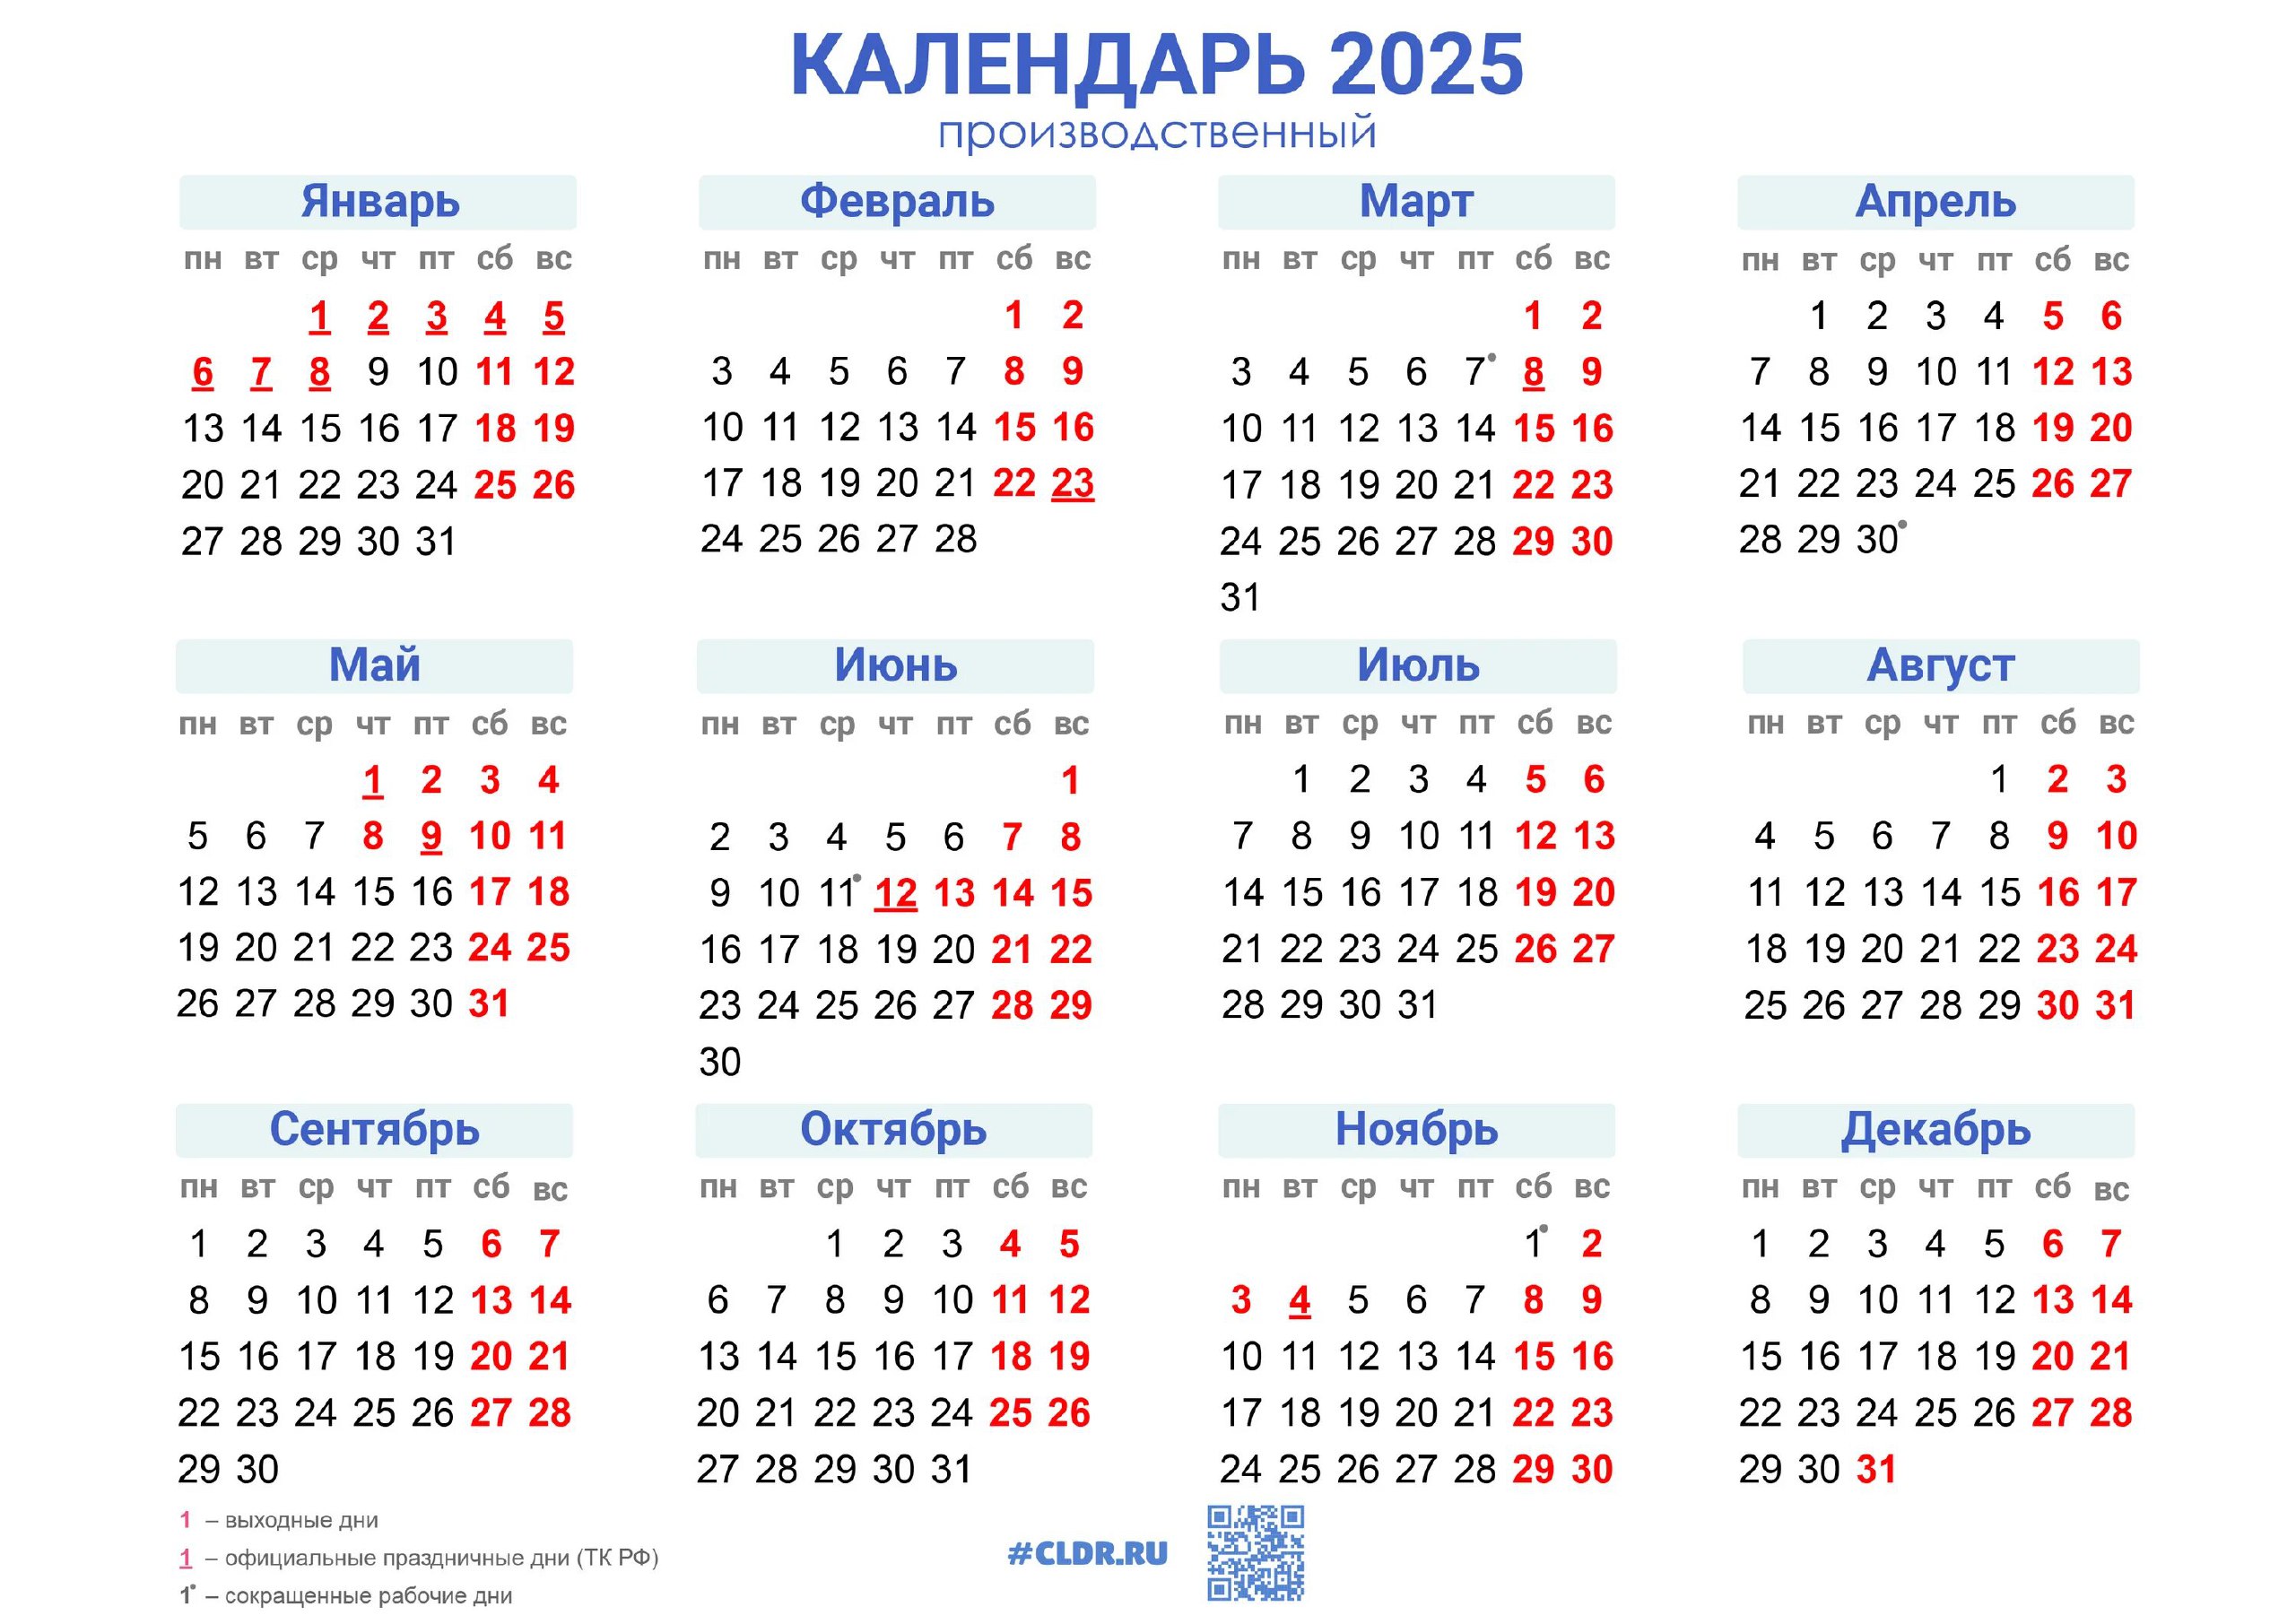 КАЛЕНДАРЬ 2025
производственный
Январь
пн вт ср чт пт сб вс
1 2 3 4 5
6 7 8 9 10 11 12
13 14 15 16 17 18 19
20 21 22 23 24 25 26
27 28 29 30 31
Февраль
пн вт ср чт пт сб вс
1 2
3 4 5 6 7 8 9
10 11 12 13 14 15 16
17 18 19 20 21 22 23
24 25 26 27 28
Март
пн вт ср чт пт сб вс
1 2
3 4 5 6 7• 8 9
10 11 12 13 14 15 16
17 18 19 20 21 22 23
24 25 26 27 28 29 30
31
Апрель
пн вт ср чт пт сб вс
1 2 3 4 5 6
7 8 9 10 11 12 13
14 15 16 17 18 19 20
21 22 23 24 25 26 27
28 29 30•
Май
пн вт ср чт пт сб вс
1 2 3 4
5 6 7 8 9 10 11
12 13 14 15 16 17 18
19 20 21 22 23 24 25
26 27 28 29 30 31
Июнь
пн вт ср чт пт сб вс
1
2 3 4 5 6 7 8
9 10 11• 12 13 14 15
16 17 18 19 20 21 22
23 24 25 26 27 28 29
30
Июль
пн вт ср чт пт сб вс
1 2 3 4 5 6
7 8 9 10 11 12 13
14 15 16 17 18 19 20
21 22 23 24 25 26 27
28 29 30 31
Август
пн вт ср чт пт сб вс
1 2 3
4 5 6 7 8 9 10
11 12 13 14 15 16 17
18 19 20 21 22 23 24
25 26 27 28 29 30 31
Сентябрь
пн вт ср чт пт сб вс
1 2 3 4 5 6 7
8 9 10 11 12 13 14
15 16 17 18 19 20 21
22 23 24 25 26 27 28
29 30
Октябрь
пн вт ср чт пт сб вс
1 2 3 4 5
6 7 8 9 10 11 12
13 14 15 16 17 18 19
20 21 22 23 24 25 26
27 28 29 30 31
Ноябрь
пн вт ср чт пт сб вс
1• 2
3 4 5 6 7 8 9
10 11 12 13 14 15 16
17 18 19 20 21 22 23
24 25 26 27 28 29 30
Декабрь
пн вт ср чт пт сб вс
1 2 3 4 5 6 7
8 9 10 11 12 13 14
15 16 17 18 19 20 21
22 23 24 25 26 27 28
29 30 31
1 – выходные дни
1 – официальные праздничные дни (ТК РФ)
1• – сокращенные рабочие дни
#CLDR.RU